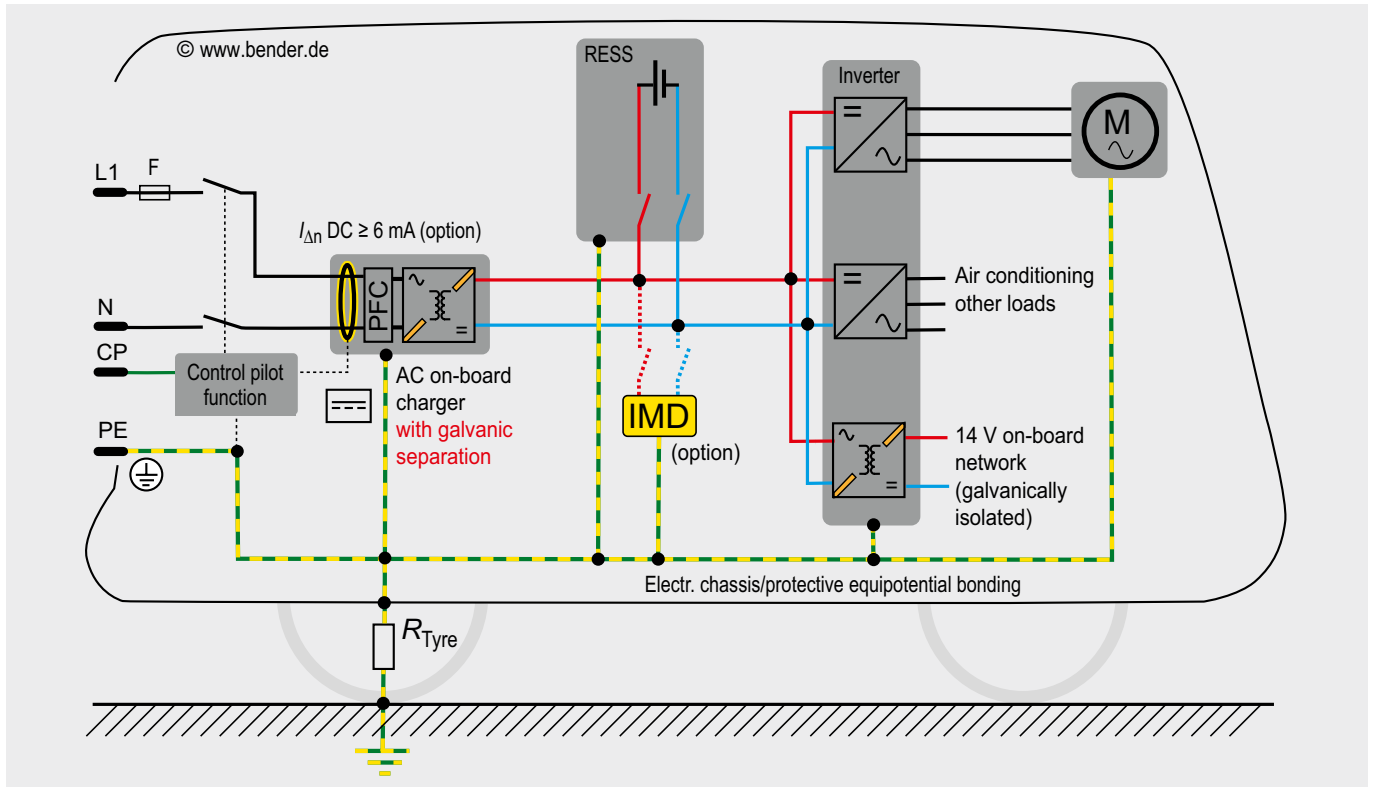 © www.bender.de
RESS
Inverter
M
L1
F
I∆n DC ≥ 6 mA (option)
PFC
Air conditioning
other loads
N
CP
Control pilot
function
AC on-board
charger
with galvanic
separation
IMD
(option)
PE
14 V on-board
network
(galvanically
isolated)
Electr. chassis/protective equipotential bonding
RTyre